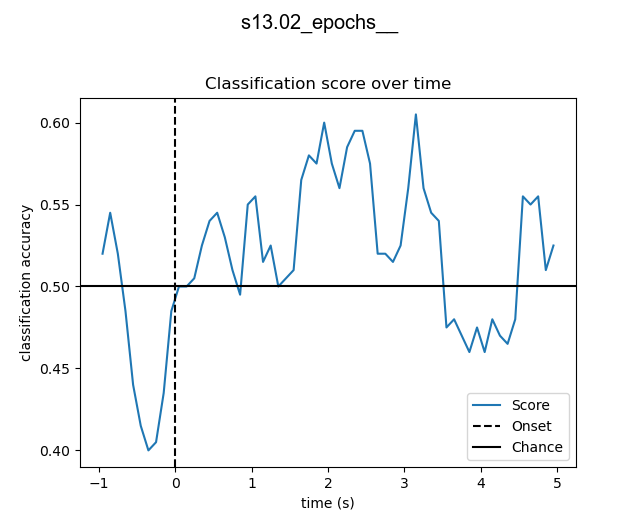 s13.02_epochs__
Classification score over time
classification accuracy
0.60
0.55
0.50
0.45
0.40
Score
Onset
Chance
−1 0 1 2 3 4 5
time (s)